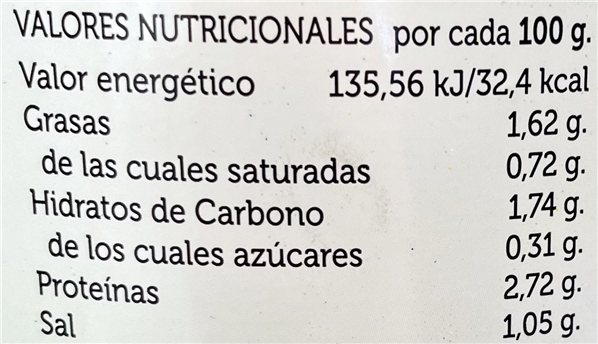 VALORES NUTRICIONALES por cada 100 g.
Valor energético 135,56 kJ/32,4 kcal
Grasas 1,62 g.
de las cuales saturadas 0,72 g.
Hidratos de Carbono 1,74 g.
de los cuales azúcares 0,31 g.
Proteínas 2,72 g.
Sal 1,05 g.